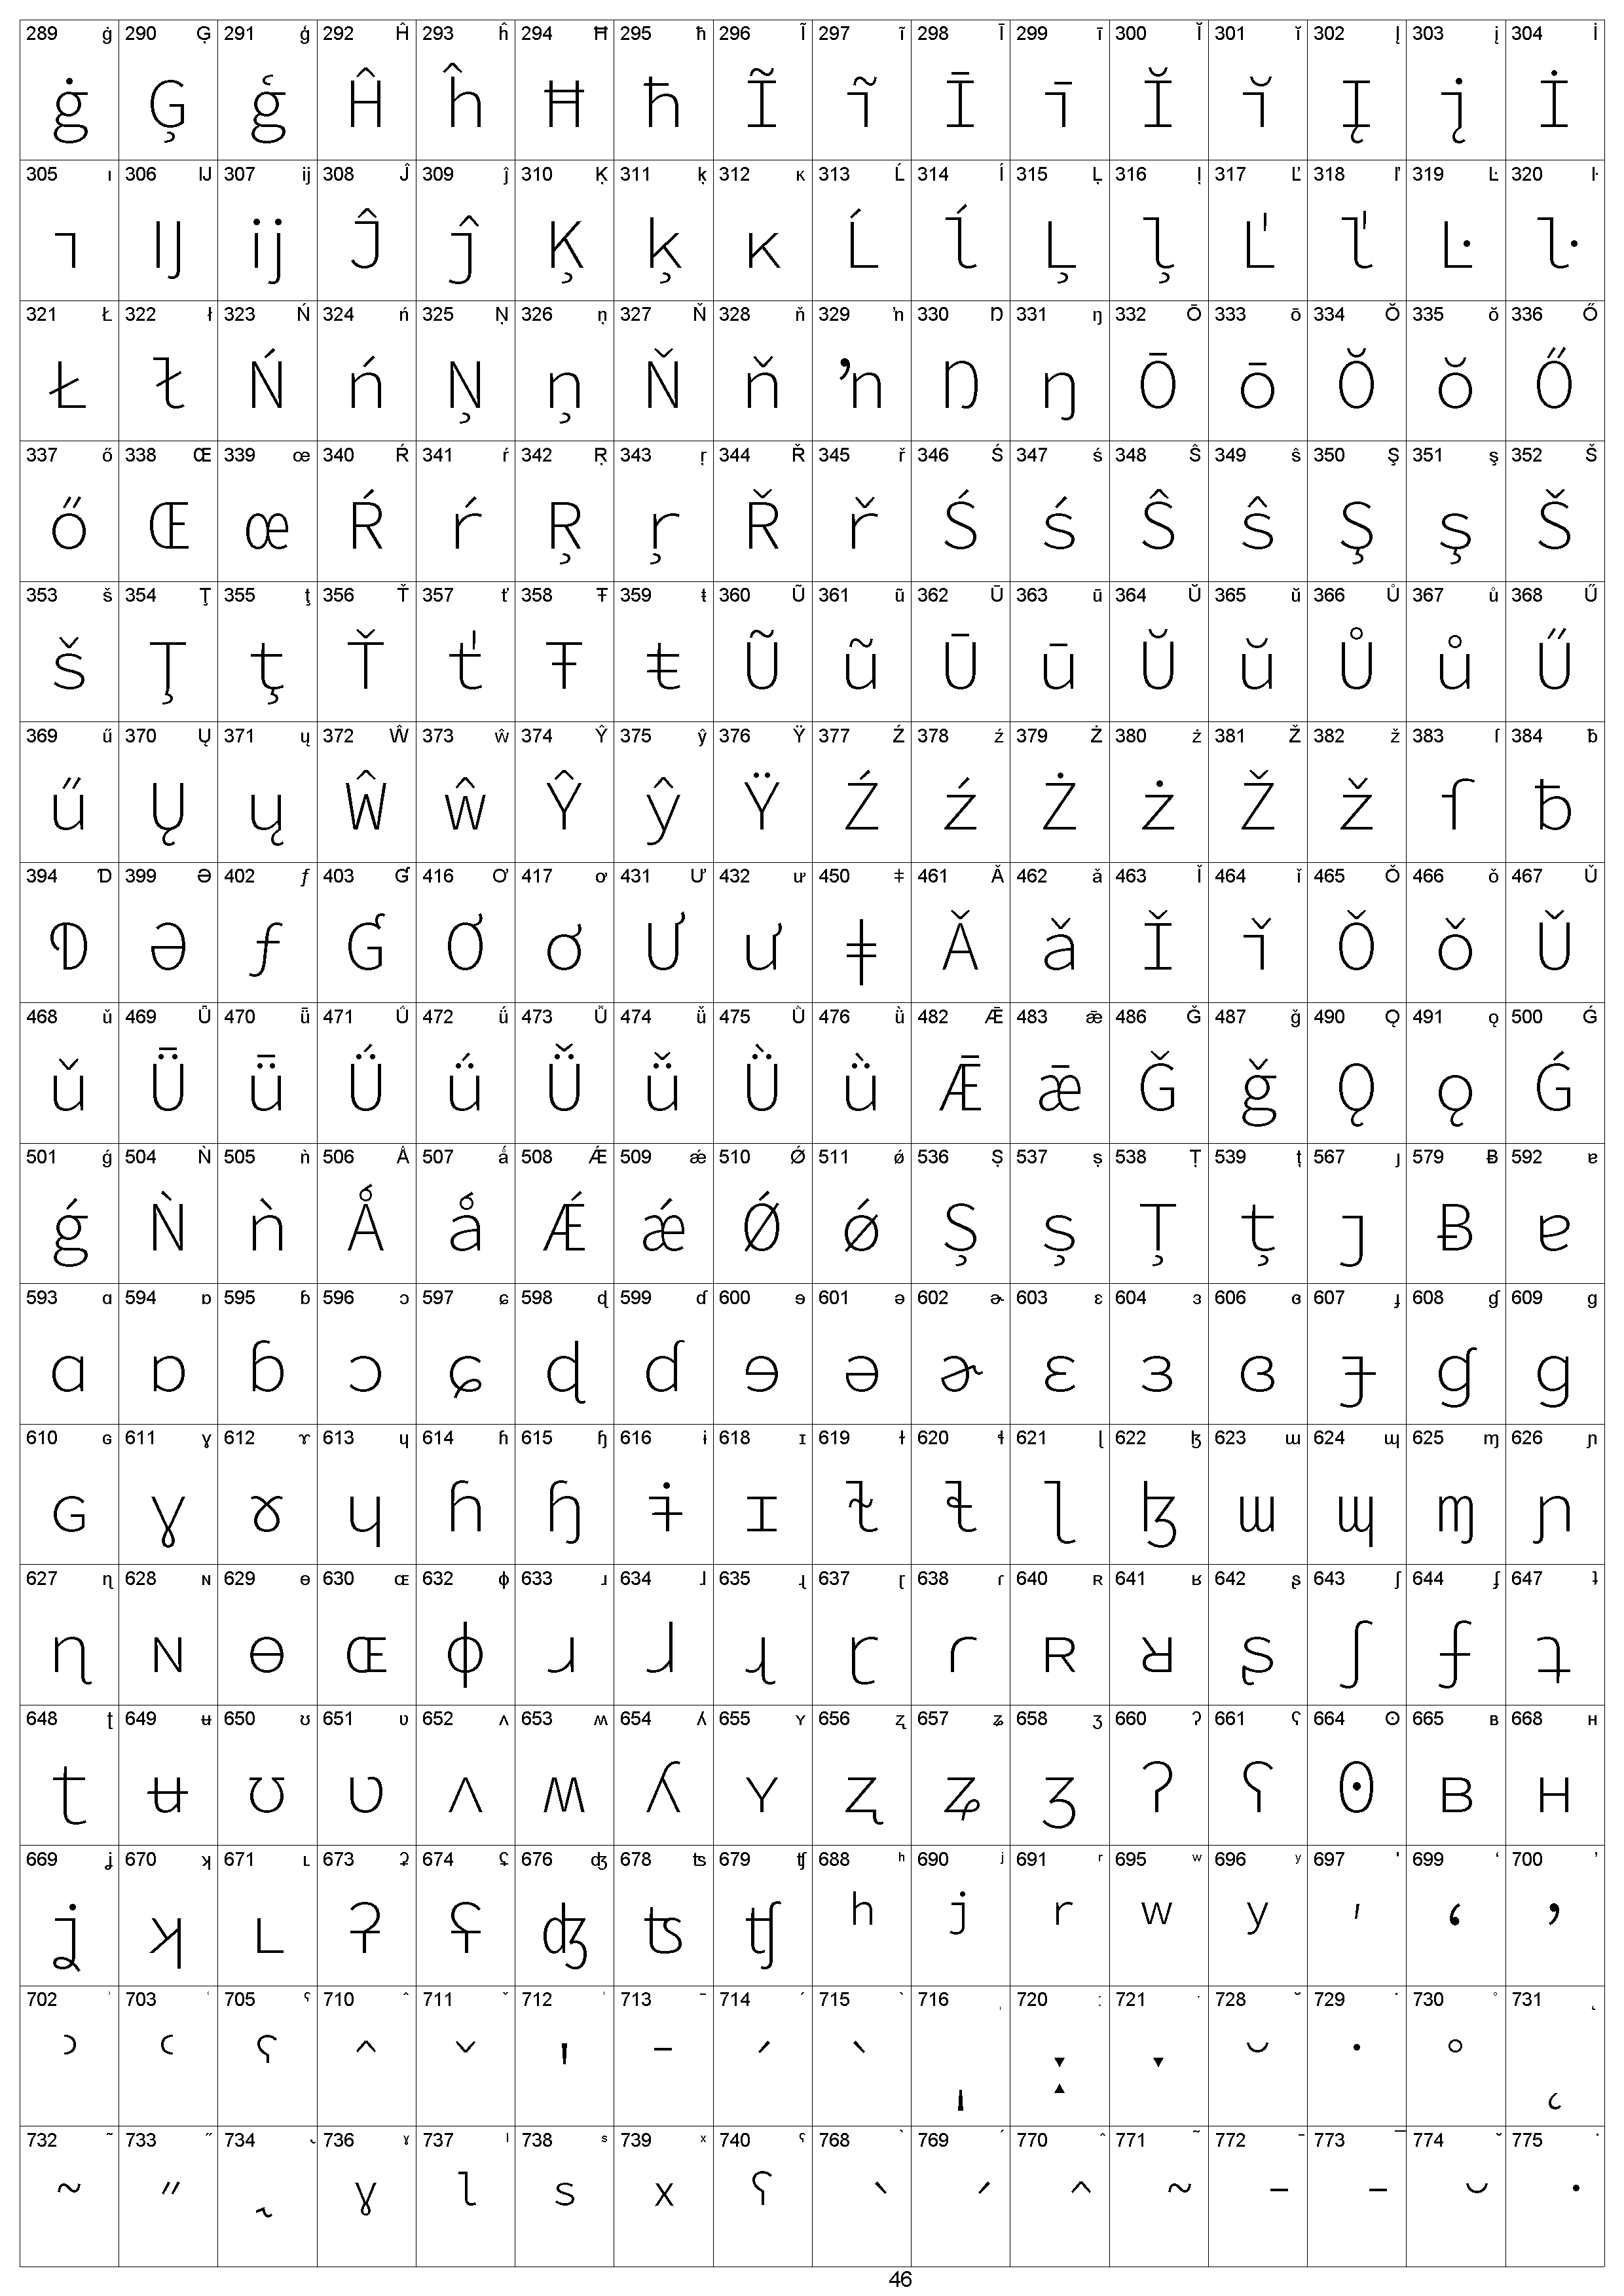 289 ġ 290 Ģ 291 ģ 292 Ĥ 293 ĥ 294 Ħ 295 ħ 296 Ĩ 297 ĩ 298 Ī 299 ī 300 Ĭ 301 ĭ 302 Į 303 į 304 İ
ġ Ģ ģ Ĥ ĥ Ħ ħ Ĩ ĩ Ī ī Ĭ ĭ Į į İ
305 ı 306 Ĳ 307 ĳ 308 Ĵ 309 ĵ 310 Ķ 311 ķ 312 ĸ 313 Ĺ 314 ĺ 315 Ļ 316 ļ 317 Ľ 318 ľ 319 Ŀ 320 ŀ
ı Ĳ ĳ Ĵ ĵ Ķ ķ ĸ Ĺ ĺ Ļ ļ Ľ ľ Ŀ ŀ
321 Ł 322 ł 323 Ń 324 ń 325 Ņ 326 ņ 327 Ň 328 ň 329 ŉ 330 Ŋ 331 ŋ 332 Ō 333 ō 334 Ŏ 335 ŏ 336 Ő
Ł ł Ń ń Ņ ņ Ň ň ŉ Ŋ ŋ Ō ō Ŏ ŏ Ő
337 ő 338 Œ 339 œ 340 Ŕ 341 ŕ 342 Ŗ 343 ŗ 344 Ř 345 ř 346 Ś 347 ś 348 Ŝ 349 ŝ 350 Ş 351 ş 352 Š
ő Œ œ Ŕ ŕ Ŗ ŗ Ř ř Ś ś Ŝ ŝ Ş ş Š
353 š 354 Ţ 355 ţ 356 Ť 357 ť 358 Ŧ 359 ŧ 360 Ũ 361 ũ 362 Ū 363 ū 364 Ŭ 365 ŭ 366 Ů 367 ů 368 Ű
š Ţ ţ Ť ť Ŧ ŧ Ũ ũ Ū ū Ŭ ŭ Ů ů Ű
369 ű 370 Ų 371 ų 372 Ŵ 373 ŵ 374 Ŷ 375 ŷ 376 Ÿ 377 Ź 378 ź 379 Ż 380 ż 381 Ž 382 ž 383 ſ 384 ƀ
ű Ų ų Ŵ ŵ Ŷ ŷ Ÿ Ź ź Ż ż Ž ž ſ ƀ
394 Ɗ 399 Ə 402 ƒ 403 Ɠ 416 Ơ 417 ơ 431 Ư 432 ư 450 ǂ 461 Ǎ 462 ǎ 463 Ǐ 464 ǐ 465 Ǒ 466 ǒ 467 Ǔ
Ɗ Ə ƒ Ɠ Ơ ơ Ư ư ǂ Ǎ ǎ Ǐ ǐ Ǒ ǒ Ǔ
468 ǔ 469 Ǖ 470 ǖ 471 Ǘ 472 ǘ 473 Ǚ 474 ǚ 475 Ǜ 476 ǜ 482 Ǣ 483 ǣ 486 Ǧ 487 ǧ 490 Ǫ 491 ǫ 500 Ǵ
ǔ Ǖ ǖ Ǘ ǘ Ǚ ǚ Ǜ ǜ Ǣ ǣ Ǧ ǧ Ǫ ǫ Ǵ
501 ǵ 504 Ǹ 505 ǹ 506 Ǻ 507 ǻ 508 Ǽ 509 ǽ 510 Ǿ 511 ǿ 536 Ș 537 ș 538 Ț 539 ț 567 ȷ 579 Ƀ 592 ɐ
ǵ Ǹ ǹ Ǻ ǻ Ǽ ǽ Ǿ ǿ Ș ș Ț ț ȷ Ƀ ɐ
593 ɑ 594 ɒ 595 ɓ 596 ɔ 597 ɕ 598 ɖ 599 ɗ 600 ɘ 601 ə 602 ɚ 603 ɛ 604 ɜ 606 ɞ 607 ɟ 608 ɠ 609 ɡ
ɑ ɒ ɓ ɔ ɕ ɖ ɗ ɘ ə ɚ ɛ ɜ ɞ ɟ ɠ ɡ
610 ɢ 611 ɣ 612 ɤ 613 ɥ 614 ɦ 615 ɧ 616 ɨ 618 ɪ 619 ɫ 620 ɬ 621 ɭ 622 ɮ 623 ɯ 624 ɰ 625 ɱ 626 ɲ
ɢ ɣ ɤ ɥ ɦ ɧ ɨ ɪ ɫ ɬ ɭ ɮ ɯ ɰ ɱ ɲ
627 ɳ 628 ɴ 629 ɵ 630 ɶ 632 ɸ 633 ɹ 634 ɺ 635 ɻ 637 ɽ 638 ɾ 640 ʀ 641 ʁ 642 ʂ 643 ʃ 644 ʄ 647 ʇ
ɳ ɴ ɵ ɶ ɸ ɹ ɺ ɻ ɽ ɾ ʀ ʁ ʂ ʃ ʄ ʇ
648 ʈ 649 ʉ 650 ʊ 651 ʋ 652 ʌ 653 ʍ 654 ʎ 655 ʏ 656 ʐ 657 ʑ 658 ʒ 660 ʔ 661 ʕ 664 ʘ 665 ʙ 668 ʜ
ʈ ʉ ʊ ʋ ʌ ʍ ʎ ʏ ʐ ʑ ʒ ʔ ʕ ʘ ʙ ʜ
669 ʝ 670 ʞ 671 ʟ 673 ʡ 674 ʢ 676 ʤ 678 ʦ 679 ʧ 688 ʰ 690 ʲ 691 ʳ 695 ʷ 696 ʸ 697 ʹ 699 ʻ 700 ʼ
ʝ ʞ ʟ ʡ ʢ ʤ ʦ ʧ ʰ ʲ ʳ ʷ ʸ ʹ ʻ ʼ
702 ʾ 703 ʿ 705 ˁ 710 ˆ 711 ˇ 712 ˈ 713 ˉ 714 ˊ 715 ˋ 716 ˌ 720 ː 721 ˑ 728 ˘ 729 ˙ 730 ˚ 731 ˛
ʾ ʿ ˁ ˆ ˇ ˈ ˉ ˊ ˋ ˌ ː ˑ ˘ ˙ ˚ ˛
732 ˜ 733 ˝ 734 ˞ 736 ˠ 737 ˡ 738 ˢ 739 ˣ 740 ˤ 768 ̀ 769 ́ 770 ̂ 771 ̃ 772 ̄ 773 ̅ 774 ̆ 775 ̇
˜ ˝ ˞ ˠ ˡ ˢ ˣ ˤ ̀ ́ ̂ ̃ ̄ ̅ ̆ ̇
46